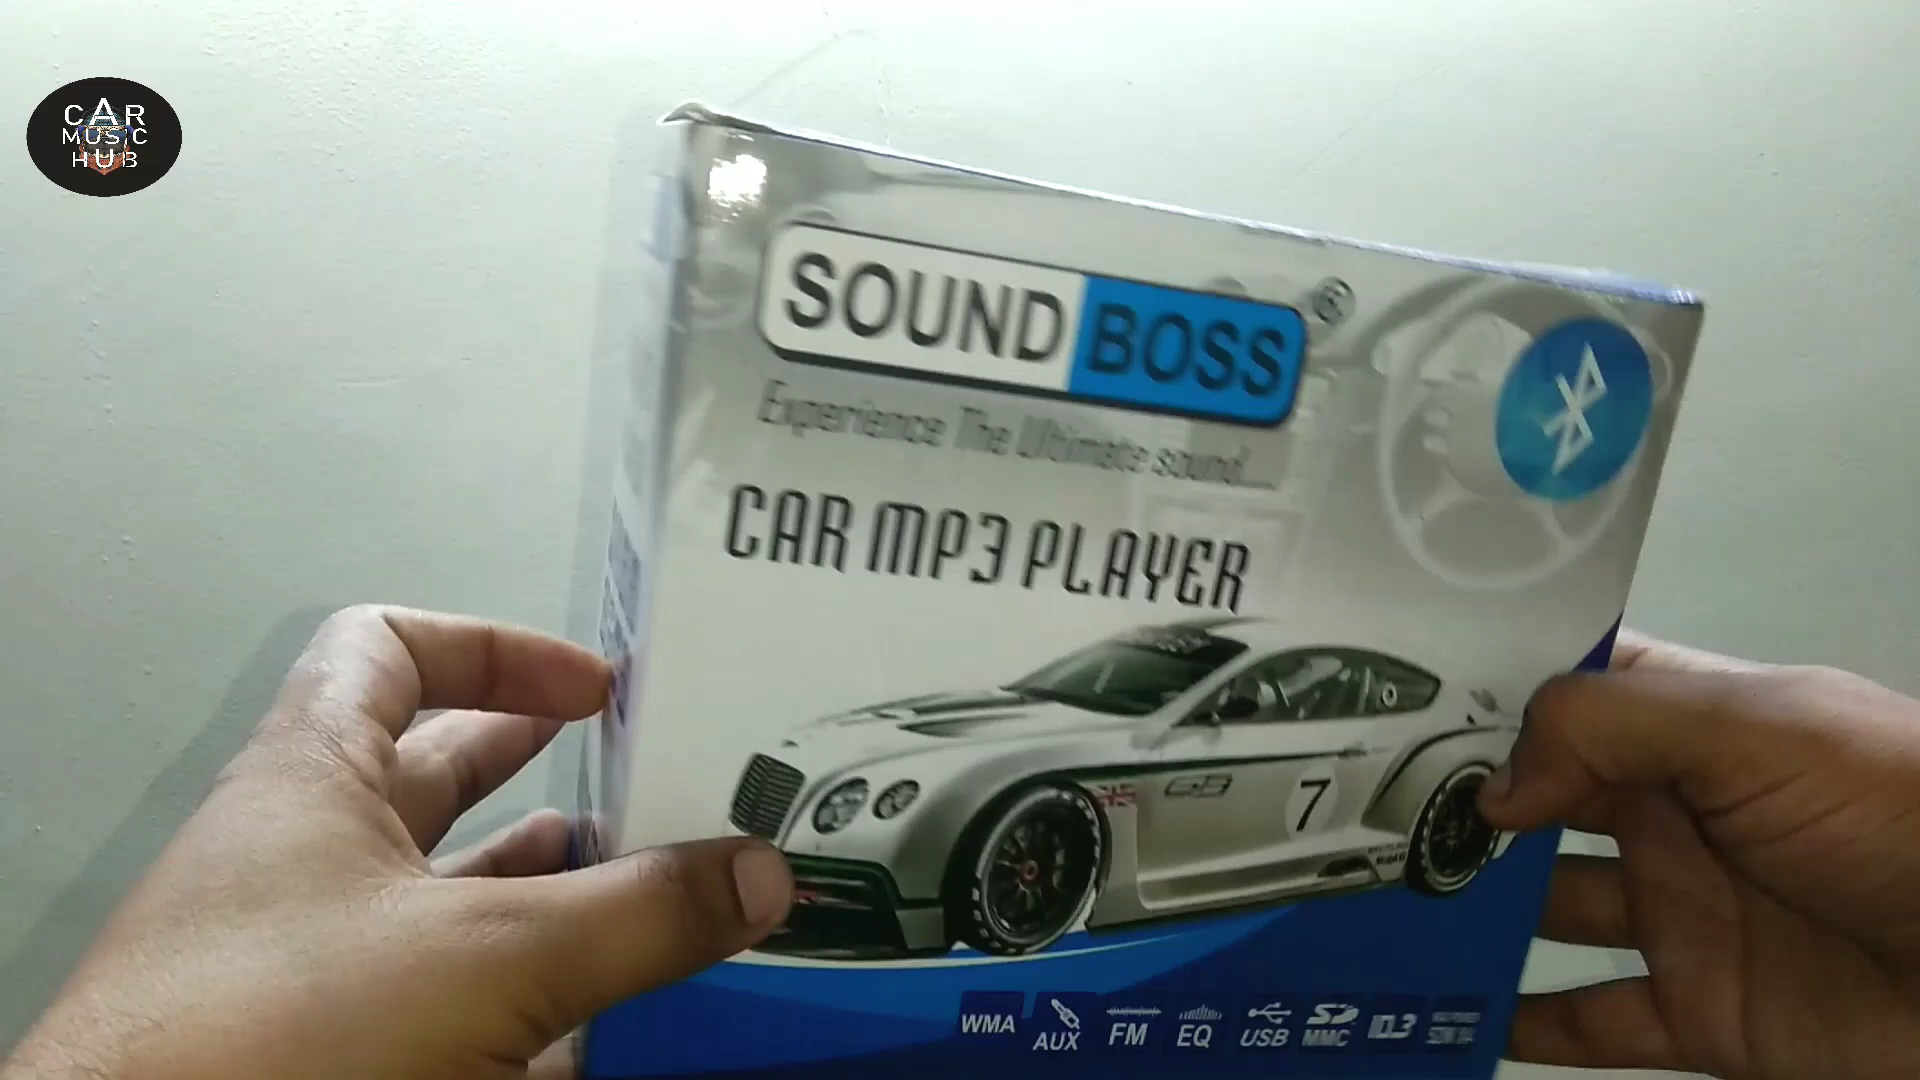 CAR
MUSIC
HUB
SOUND BOSS
®
Experience The Ultimate sound....
CAR MP3 PLAYER
7
WMA
AUX
FM
EQ
USB
SD
MMC